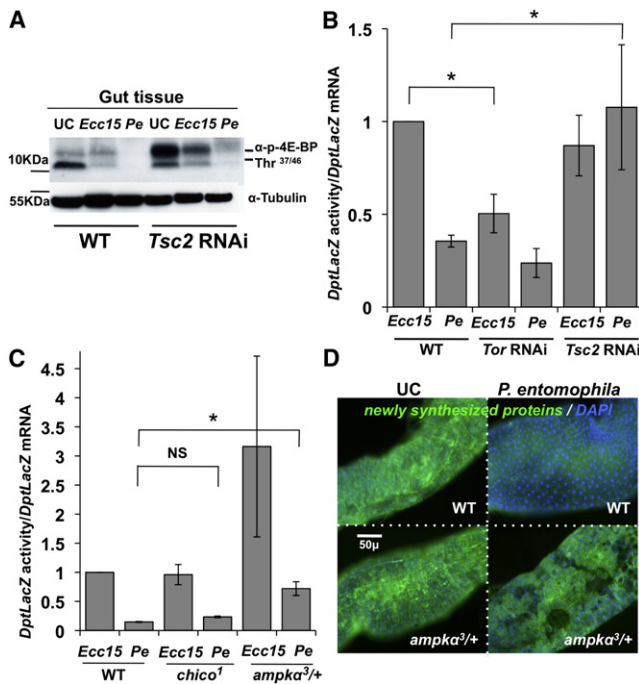 A
Gut tissue
UC Ecc15 Pe UC Ecc15 Pe
α-p-4E-BP
Thr 37/46
10KDa
55KDa
α-Tubulin
WT Tsc2 RNAi
B
DptLacZ activity/DptLacZ mRNA
*
*
1.5
1
0.5
0
Ecc15 Pe Ecc15 Pe Ecc15 Pe
WT Tor RNAi Tsc2 RNAi
C
DptLacZ activity/DptLacZ mRNA
4.5
4
3.5
3
2.5
2
1.5
1
0.5
0
*
NS
Ecc15 Pe Ecc15 Pe Ecc15 Pe
WT chico1 ampkα3/+
D
UC P. entomophila
newly synthesized proteins / DAPI
WT WT
50μ
ampkα3/+ ampkα3/+